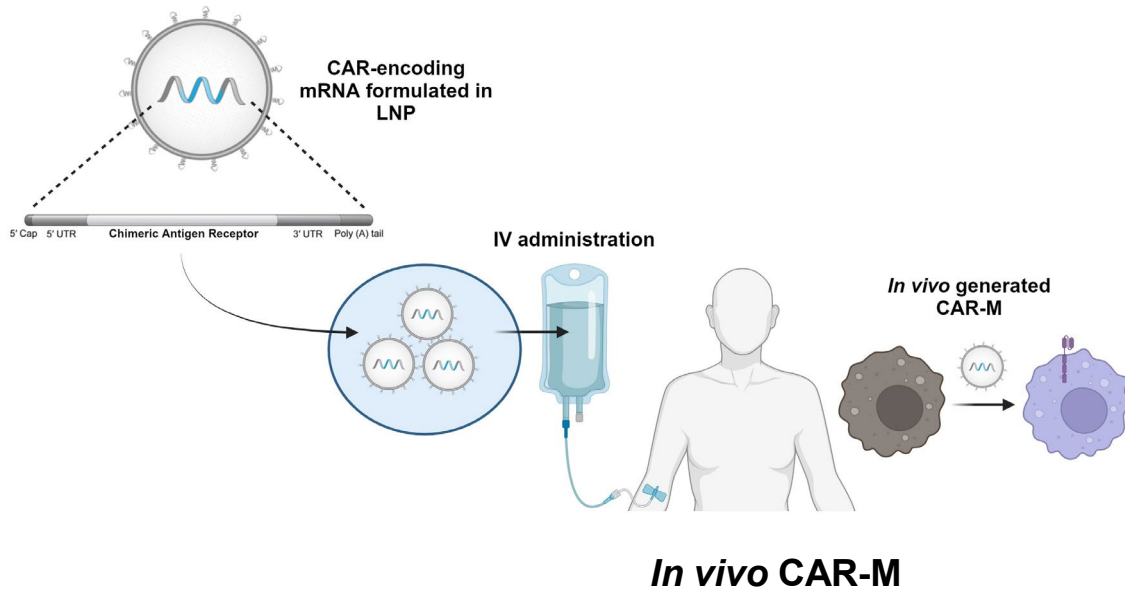 CAR-encoding
mRNA formulated in
LNP
5' Cap 5' UTR Chimeric Antigen Receptor 3' UTR Poly (A) tail
IV administration
In vivo generated
CAR-M
In vivo CAR-M